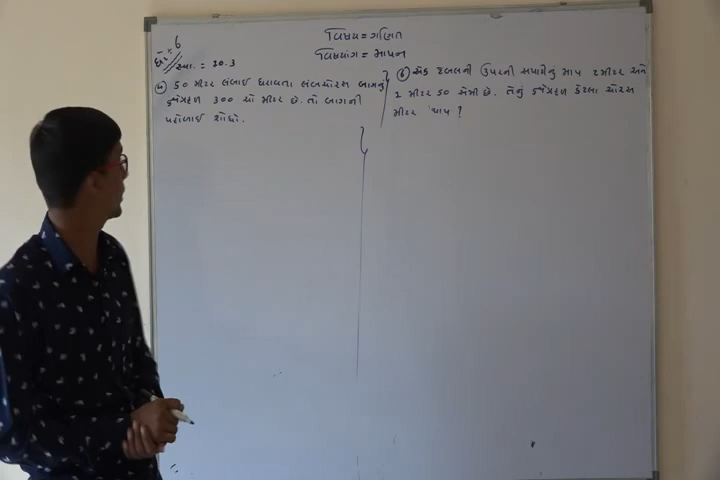 ધો. 6
વિષય = ગણિત
વિષયાંગ = માપન
સ્વા. = 10.3
૫ 50 મીટર લંબાઈ ધરાવતા લંબચોરસ બાગનું
ક્ષેત્રફળ 300 ચો મીટર છે. તો બાગની
પહોળાઈ શોધો.
૬ એક ટેબલની ઉપરની સપાટીનું માપ 2 મીટર અને
1 મીટર 50 સેમી છે. તેનું ક્ષેત્રફળ કેટલા ચોરસ
મીટર થાય ?